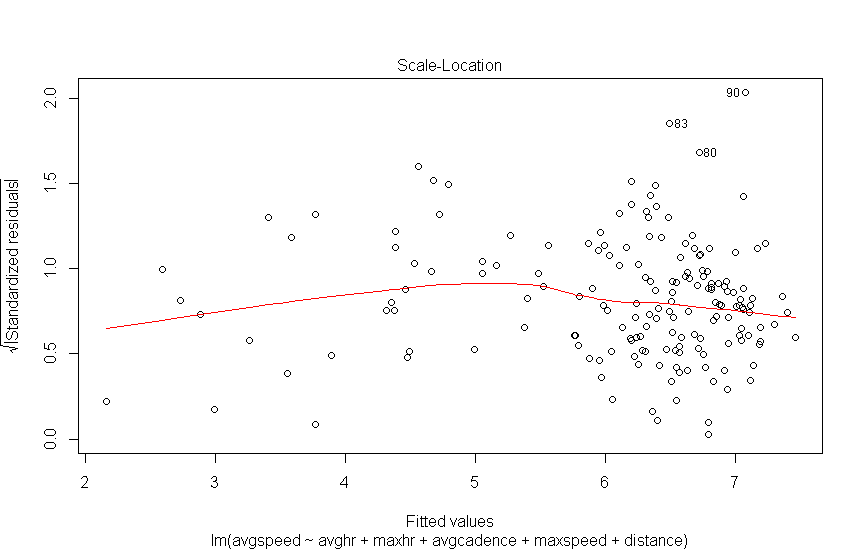 Scale-Location
√|Standardized residuals|
2.0
1.5
1.0
0.5
0.0
90
83
80
2 3 4 5 6 7
Fitted values
lm(avgspeed ~ avghr + maxhr + avgcadence + maxspeed + distance)